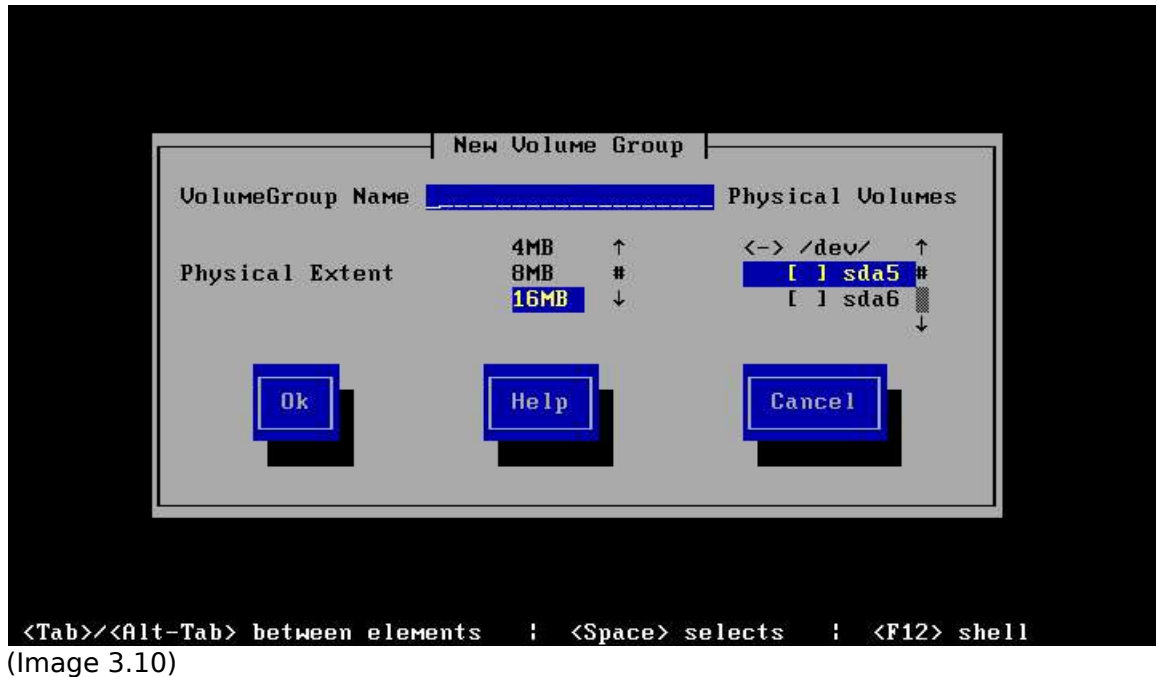 New Volume Group
VolumeGroup Name ____________________ Physical Volumes
4MB ↑ <-> /dev/ ↑
Physical Extent 8MB # [ ] sda5 #
16MB ↓ [ ] sda6 ▒
↓
Ok Help Cancel
<Tab>/<Alt-Tab> between elements ¦ <Space> selects ¦ <F12> shell
(Image 3.10)